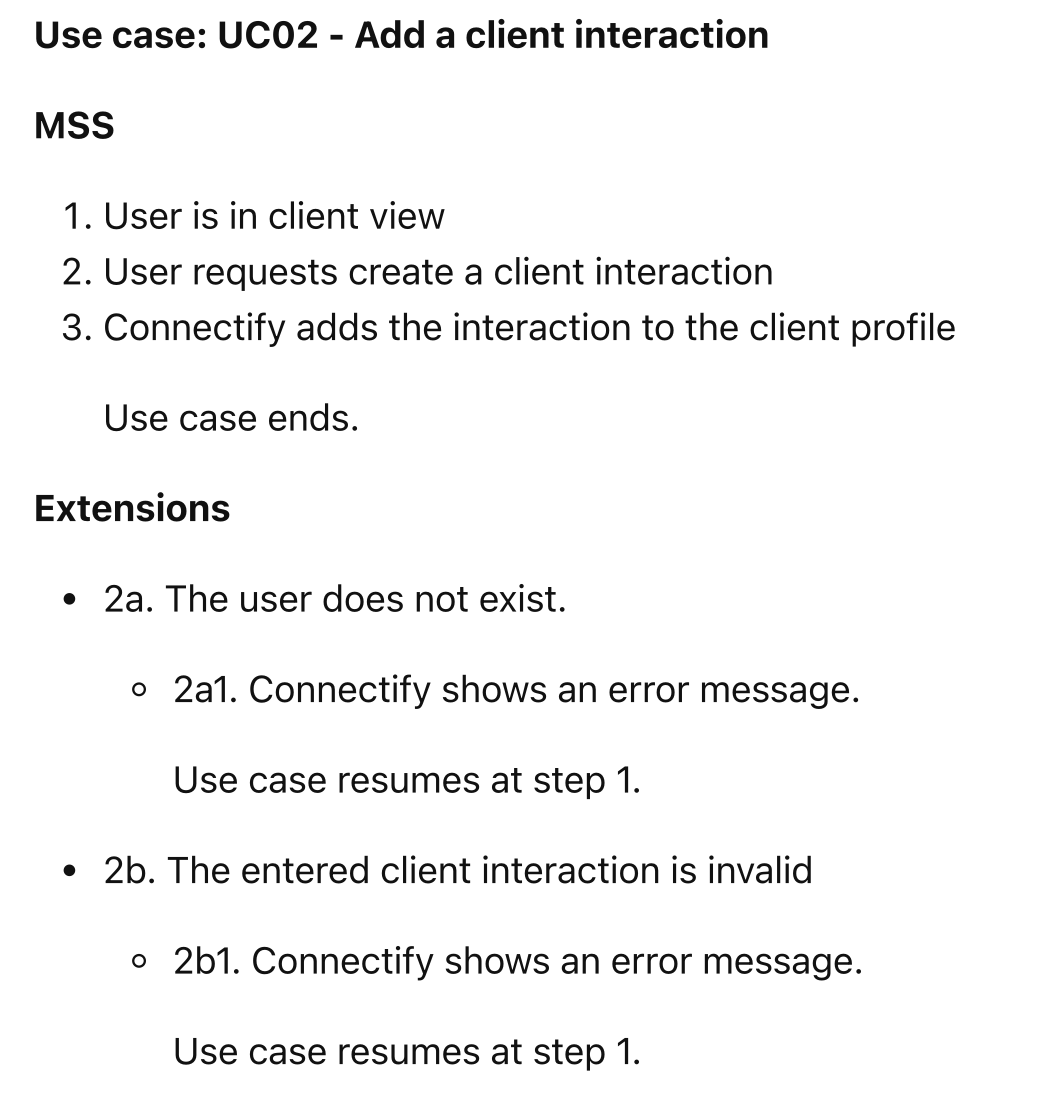 Use case: UC02 - Add a client interaction
MSS
1. User is in client view
2. User requests create a client interaction
3. Connectify adds the interaction to the client profile
Use case ends.
Extensions
• 2a. The user does not exist.
◦ 2a1. Connectify shows an error message.
Use case resumes at step 1.
• 2b. The entered client interaction is invalid
◦ 2b1. Connectify shows an error message.
Use case resumes at step 1.